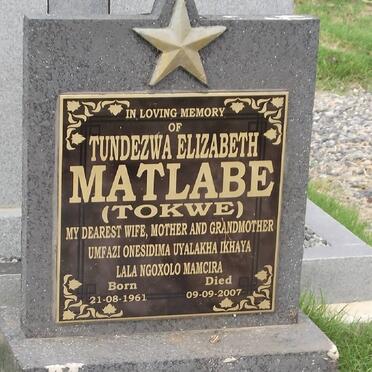 IN LOVING MEMORY
OF
TUNDEZWA ELIZABETH
MATLABE
(TOKWE)
MY DEAREST WIFE, MOTHER AND GRANDMOTHER
UMFAZI ONESIDIMA UYALAKHA IKHAYA
LALA NGOXOLO MAMCIRA
Born Died
21-08-1961 09-09-2007